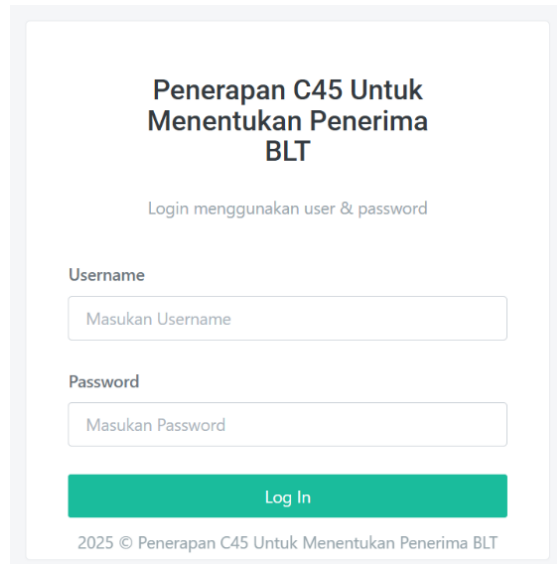 Penerapan C45 Untuk
Menentukan Penerima
BLT
Login menggunakan user & password
Username
Masukan Username
Password
Masukan Password
Log In
2025 © Penerapan C45 Untuk Menentukan Penerima BLT